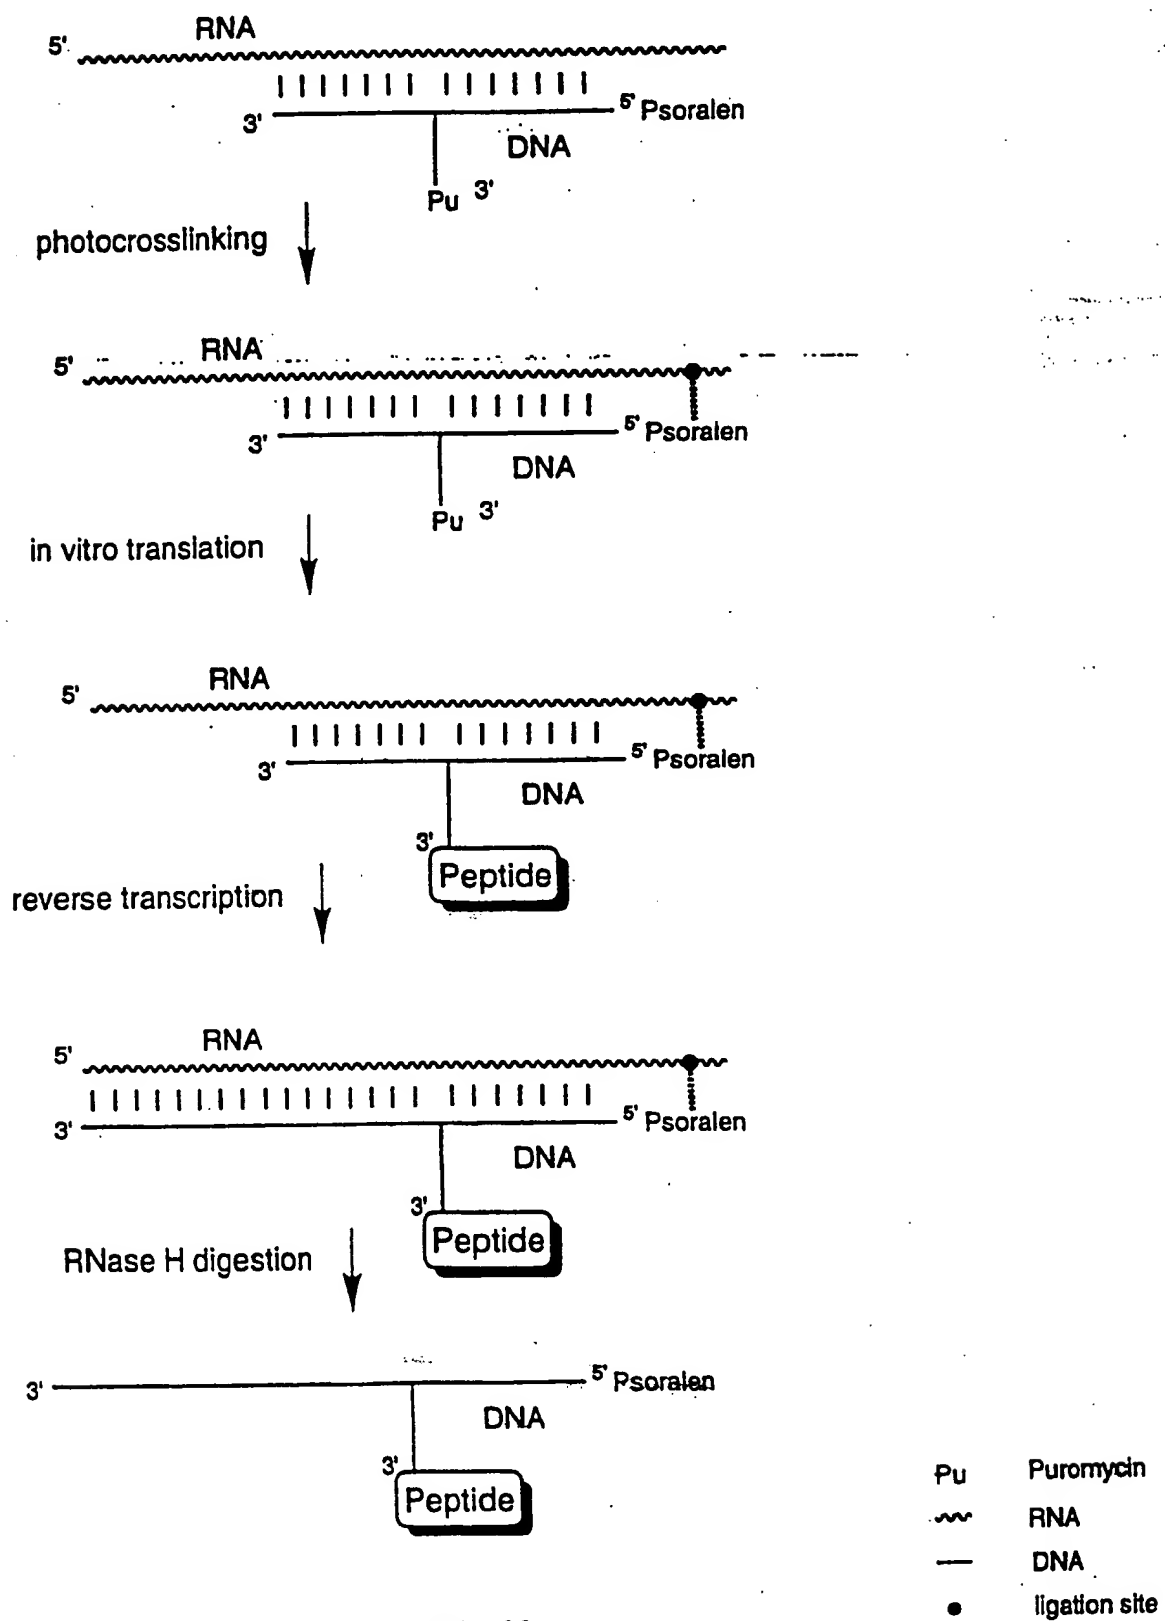 RNA
5'
5' Psoralen
3'
DNA
Pu 3'
photocrosslinking
RNA
5'
5' Psoralen
3'
DNA
Pu 3'
in vitro translation
RNA
5'
5' Psoralen
3'
DNA
3'
Peptide
reverse transcription
RNA
5'
5' Psoralen
3'
DNA
3'
Peptide
RNase H digestion
3'
5' Psoralen
DNA
3'
Peptide
Pu Puromycin
RNA
DNA
ligation site